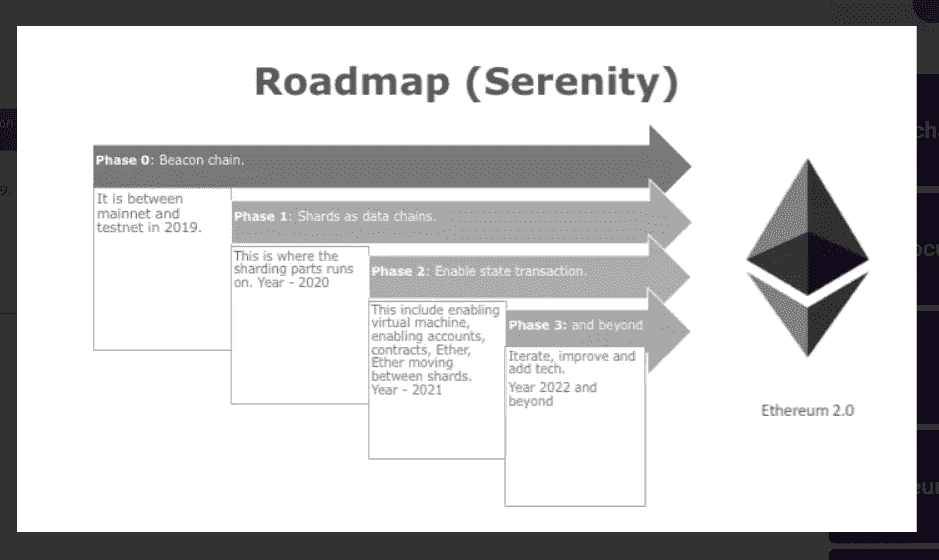 Roadmap (Serenity)
Phase 0: Beacon chain.
It is between
mainnet and
testnet in 2019.
Phase 1: Shards as data chains.
This is where the
sharding parts runs
on. Year - 2020
Phase 2: Enable state transaction.
This include enabling
virtual machine,
enabling accounts,
contracts, Ether,
Ether moving
between shards.
Year - 2021
Phase 3: and beyond
Iterate, improve and
add tech.
Year 2022 and
beyond
Ethereum 2.0